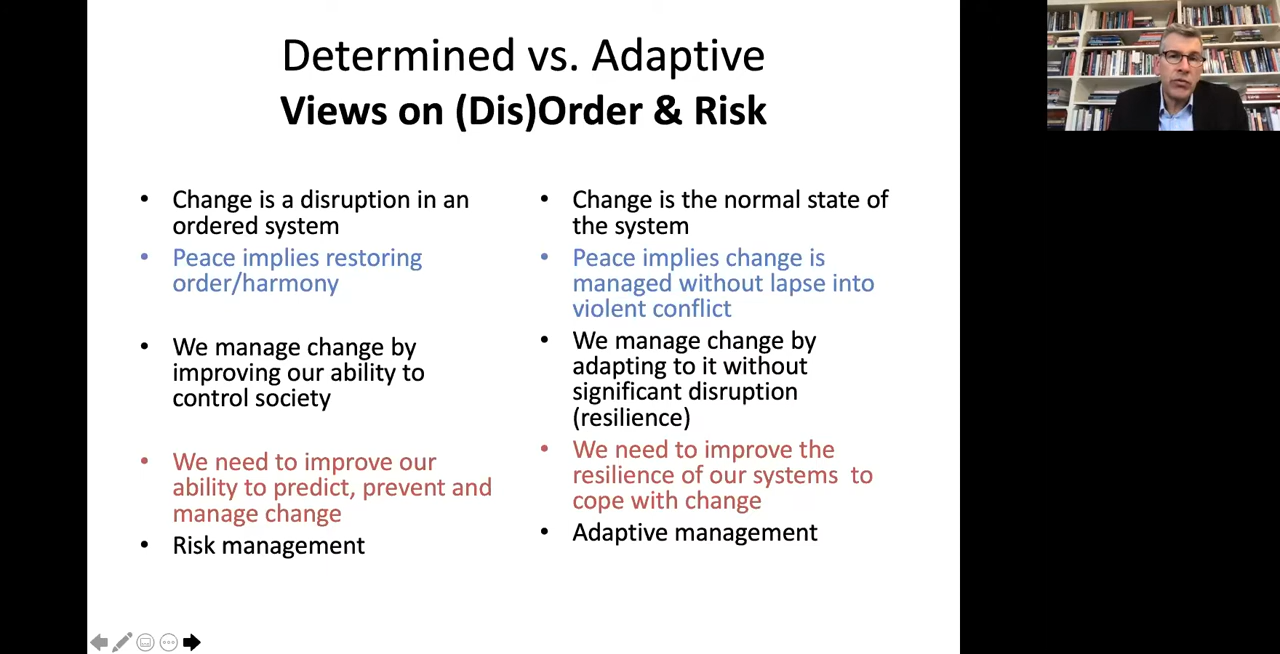 Determined vs. Adaptive
Views on (Dis)Order & Risk
• Change is a disruption in an
ordered system
• Peace implies restoring
order/harmony
• We manage change by
improving our ability to
control society
• We need to improve our
ability to predict, prevent and
manage change
• Risk management
• Change is the normal state of
the system
• Peace implies change is
managed without lapse into
violent conflict
• We manage change by
adapting to it without
significant disruption
(resilience)
• We need to improve the
resilience of our systems to
cope with change
• Adaptive management